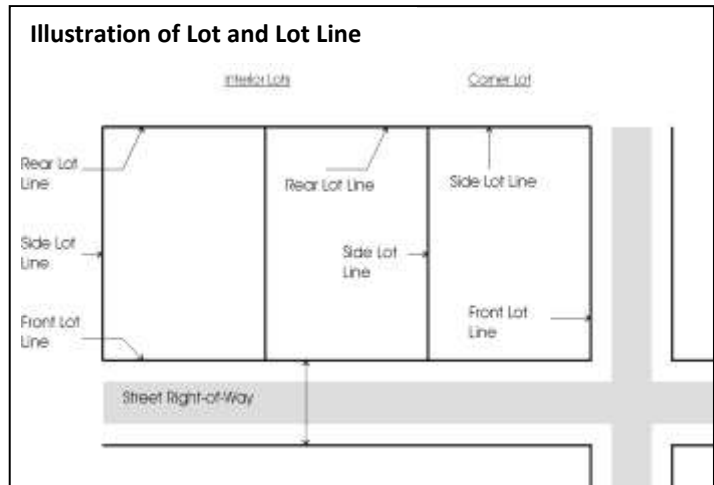 Illustration of Lot and Lot Line
Interior Lots
Corner Lot
Rear Lot
Line
Rear Lot Line
Side Lot Line
Side Lot
Line
Side Lot
Line
Front Lot
Line
Front Lot
Line
Street Right-of-Way